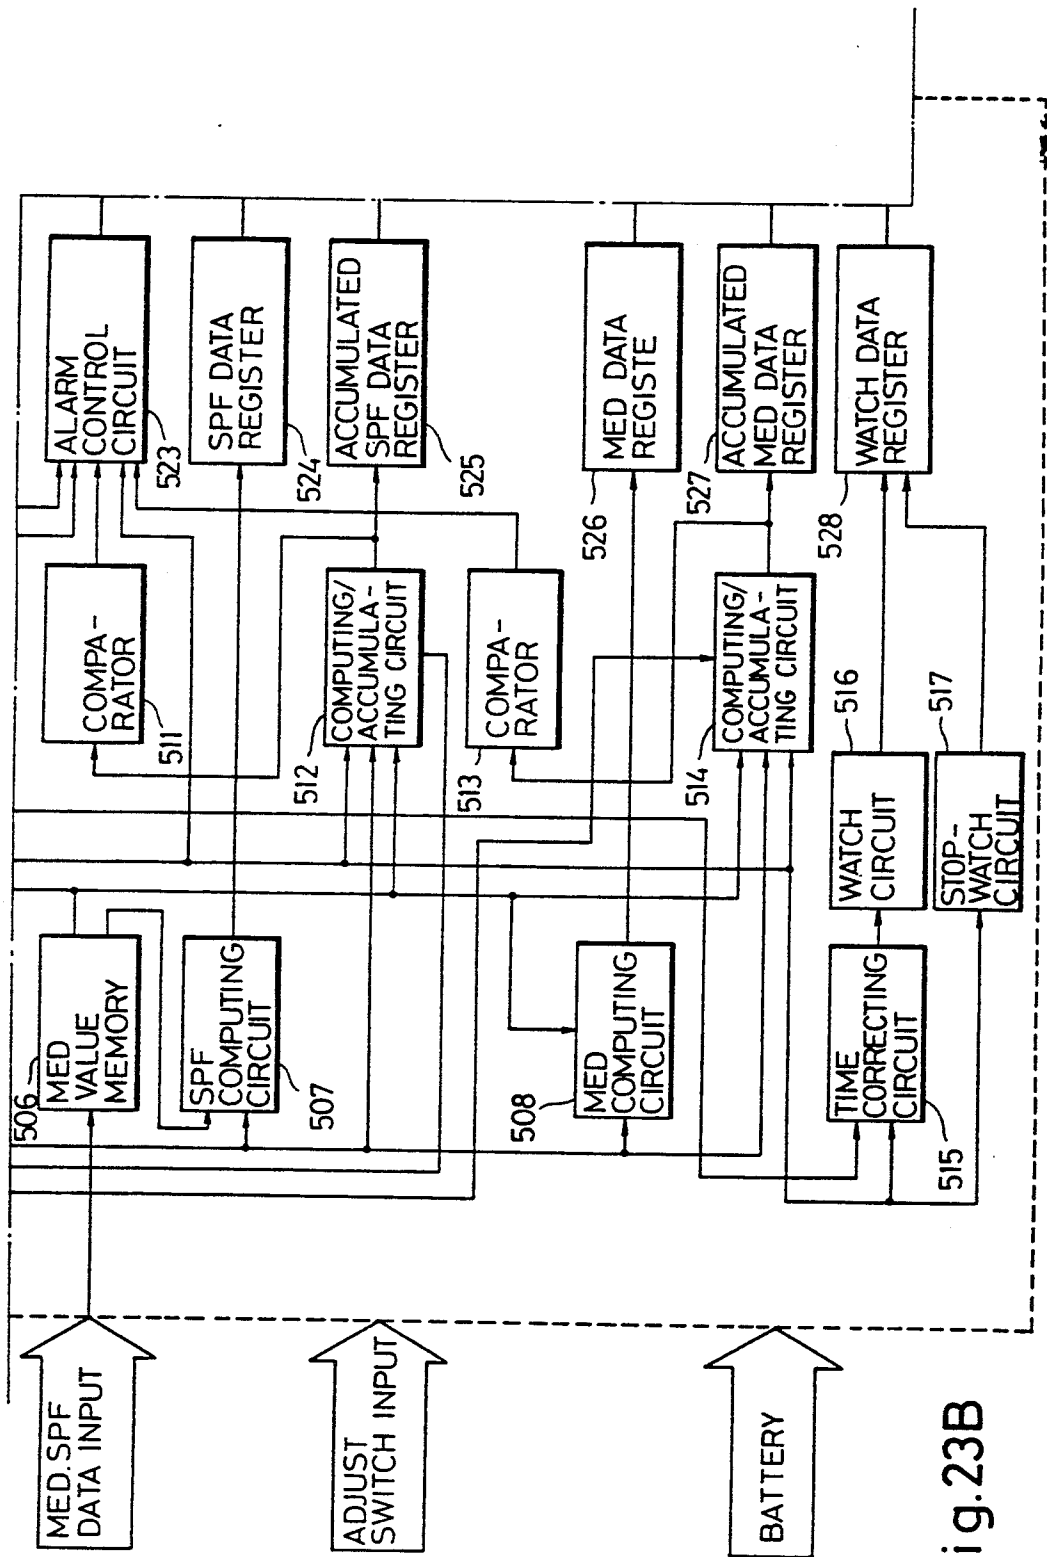 MED.SPF
DATA INPUT
ADJUST
SWITCH INPUT
BATTERY
506
MED
VALUE
MEMORY
SPF
COMPUTING
CIRCUIT
507
508
MED
COMPUTING
CIRCUIT
TIME
CORRECTING
CIRCUIT
515
WATCH
CIRCUIT
516
STOP-
WATCH
CIRCUIT
517
COMPA-
RATOR
511
512
COMPUTING/
ACCUMULA-
TING CIRCUIT
513
COMPA-
RATOR
514
COMPUTING/
ACCUMULA-
TING CIRCUIT
ALARM
CONTROL
CIRCUIT
523
SPF DATA
REGISTER
524
ACCUMULATED
SPF DATA
REGISTER
525
526
MED DATA
REGISTE
527
ACCUMULATED
MED DATA
REGISTER
528
WATCH DATA
REGISTER
ig.23B